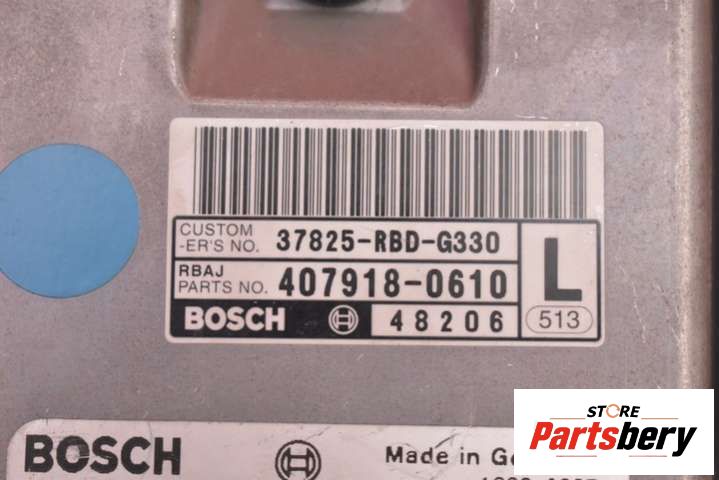 CUSTOM
-ER'S NO. 37825-RBD-G330
RBAJ
PARTS NO. 407918-0610
L
BOSCH 48206
513
BOSCH
Made in
STORE
Partsbery